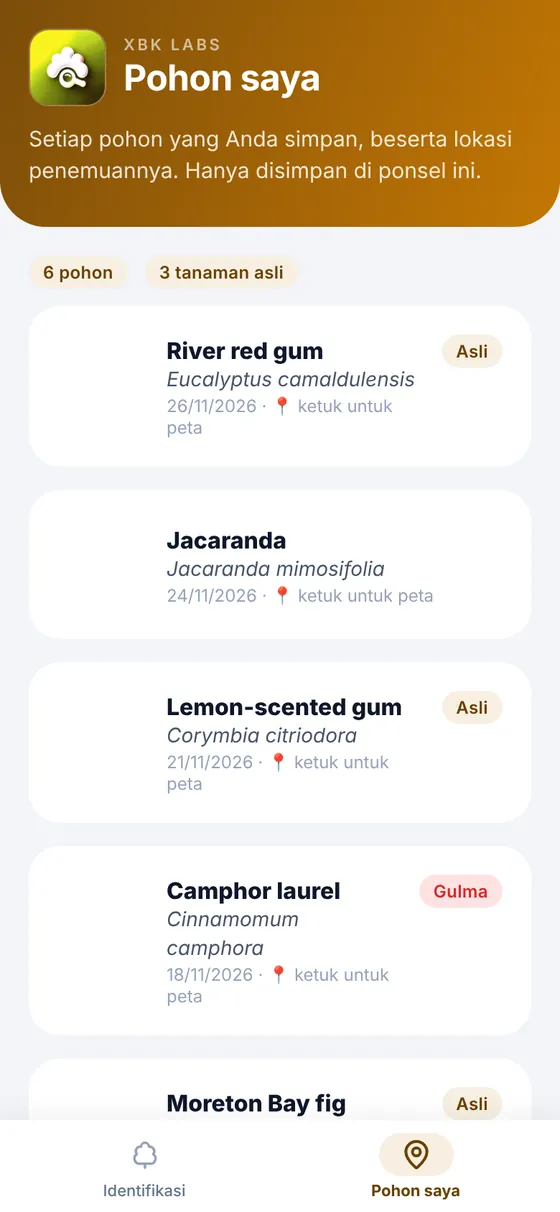 XBK LABS
Pohon saya
Setiap pohon yang Anda simpan, beserta lokasi
penemuannya. Hanya disimpan di ponsel ini.
6 pohon
3 tanaman asli
River red gum
Asli
Eucalyptus camaldulensis
26/11/2026 · 📍 ketuk untuk
peta
Jacaranda
Jacaranda mimosifolia
24/11/2026 · 📍 ketuk untuk peta
Lemon-scented gum
Asli
Corymbia citriodora
21/11/2026 · 📍 ketuk untuk
peta
Camphor laurel
Gulma
Cinnamomum
camphora
18/11/2026 · 📍 ketuk untuk
peta
Moreton Bay fig
Asli
Identifikasi
Pohon saya